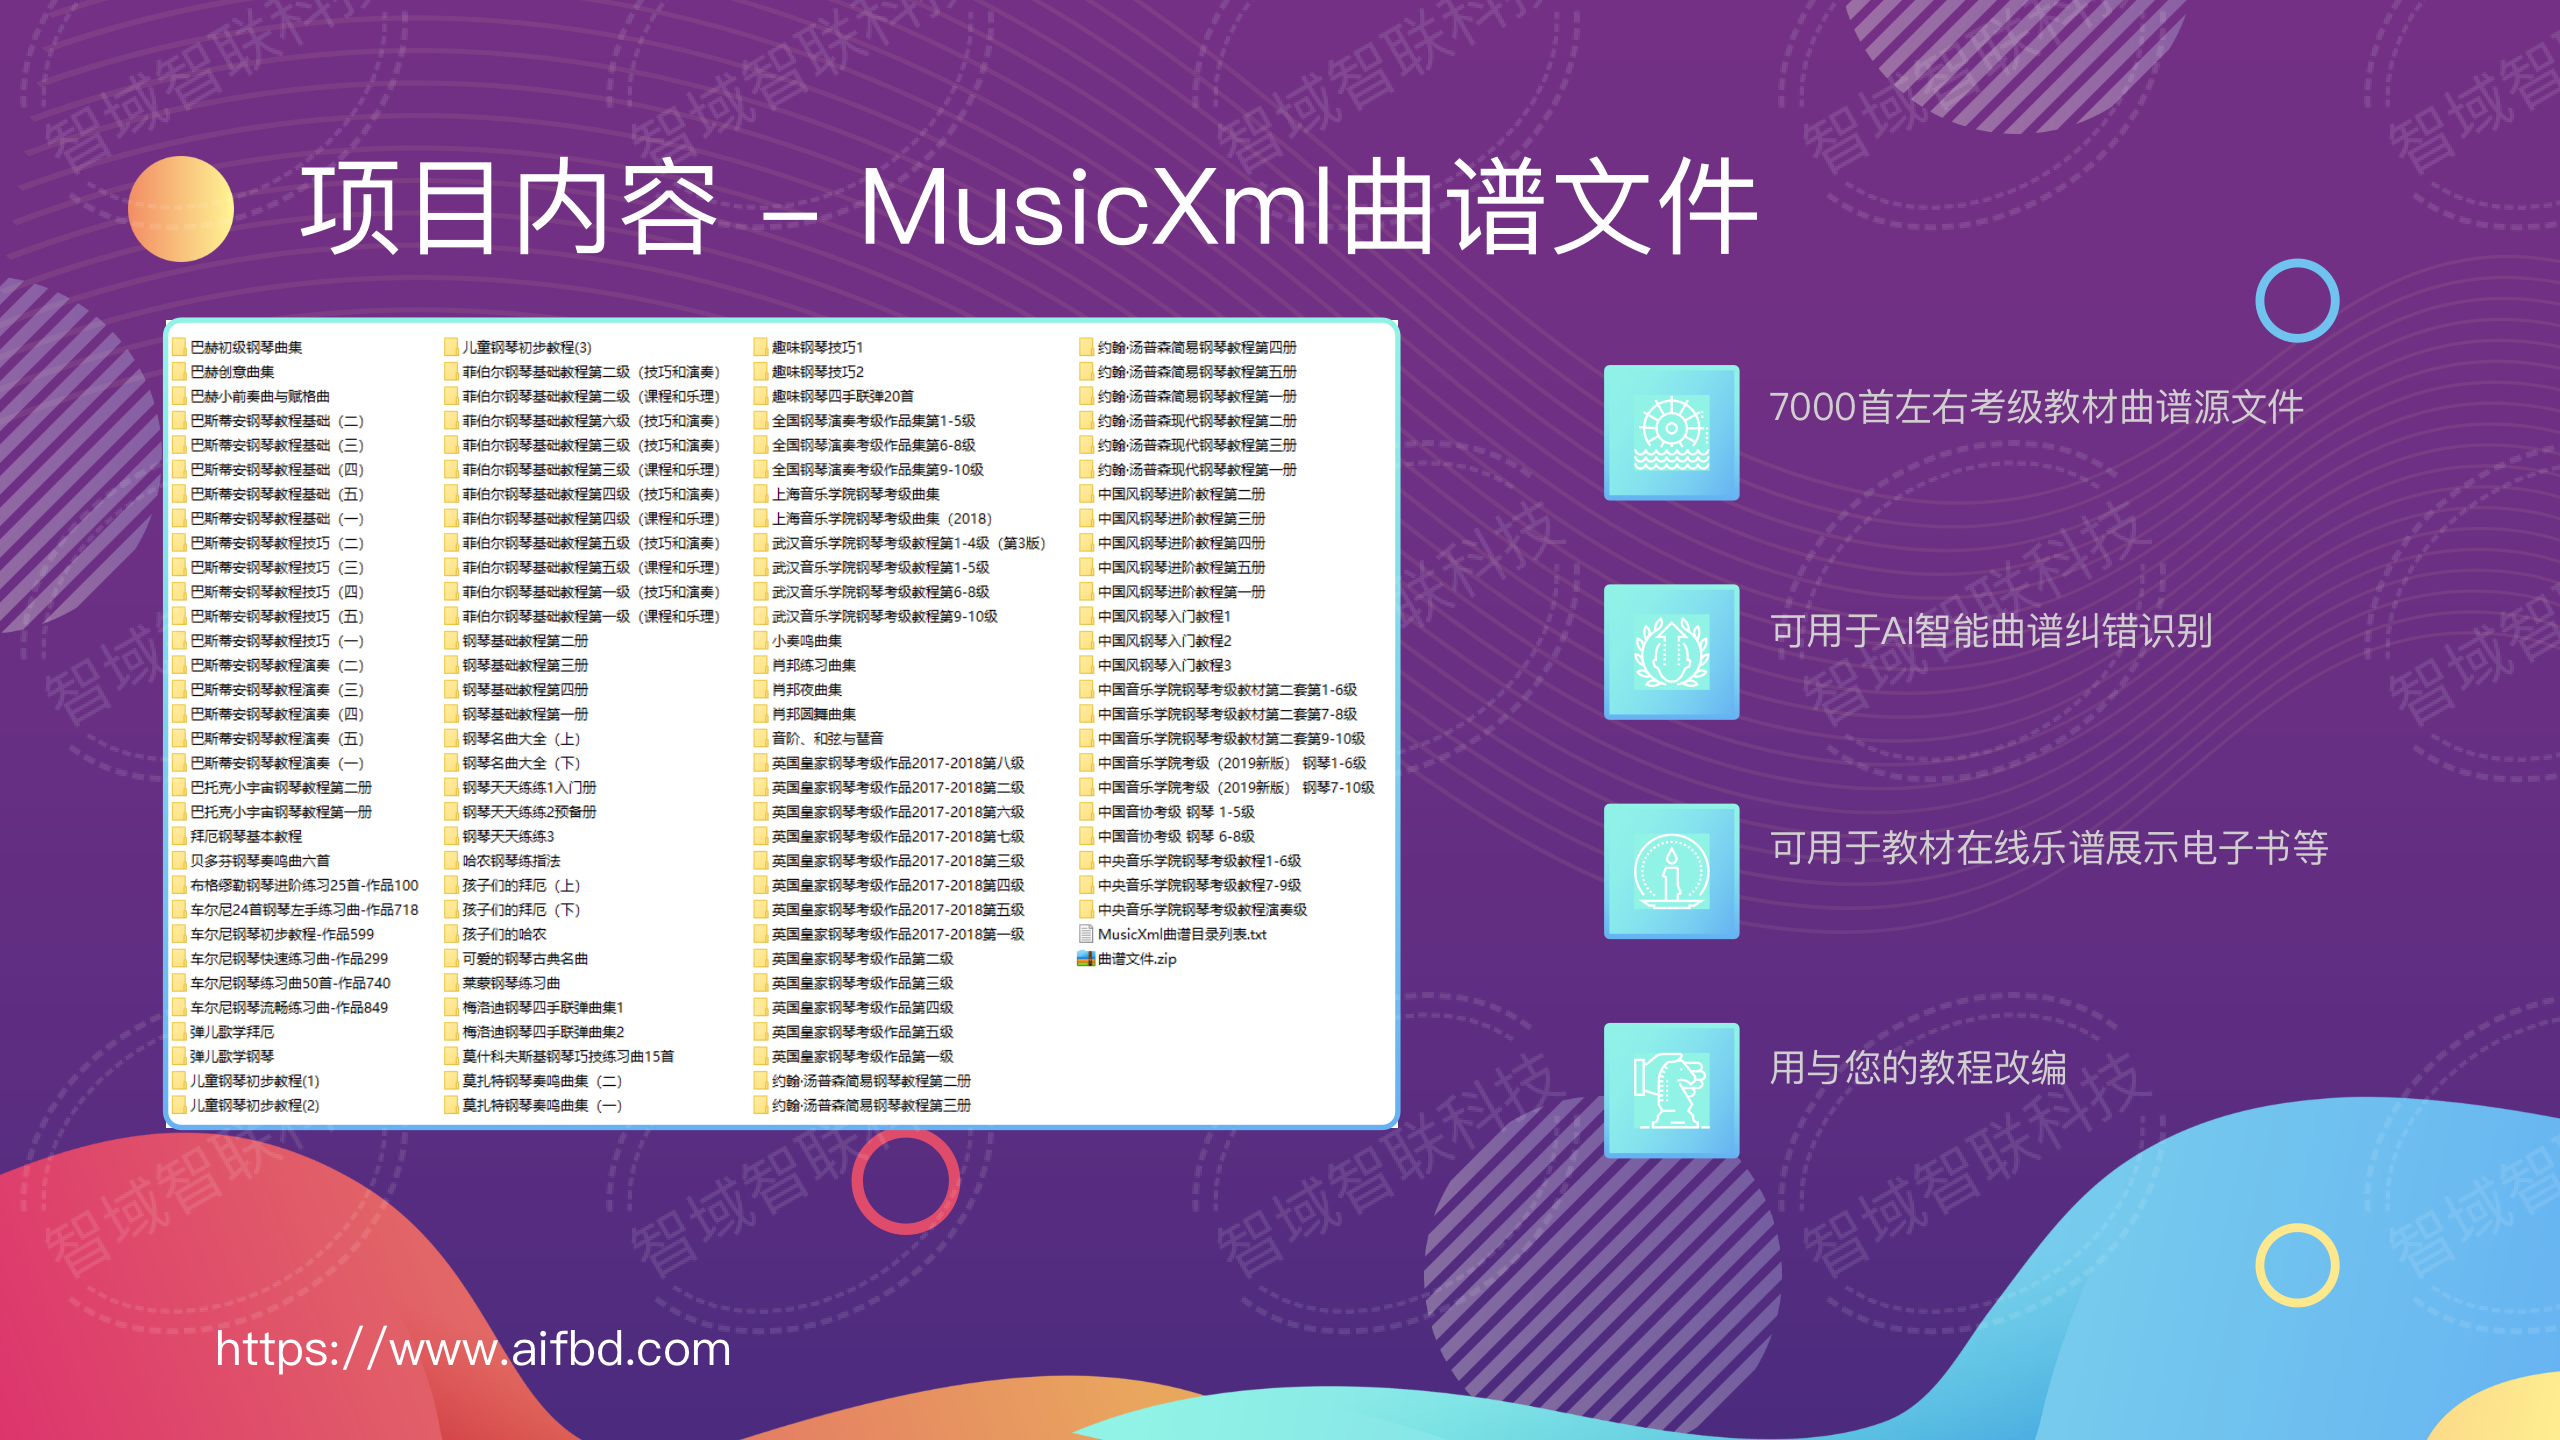 项目内容 – MusicXml曲谱文件
巴赫初级钢琴曲集
巴赫创意曲集
巴赫小前奏曲与赋格曲
巴斯蒂安钢琴教程基础（二）
巴斯蒂安钢琴教程基础（三）
巴斯蒂安钢琴教程基础（四）
巴斯蒂安钢琴教程基础（五）
巴斯蒂安钢琴教程基础（一）
巴斯蒂安钢琴教程技巧（二）
巴斯蒂安钢琴教程技巧（三）
巴斯蒂安钢琴教程技巧（四）
巴斯蒂安钢琴教程技巧（五）
巴斯蒂安钢琴教程技巧（一）
巴斯蒂安钢琴教程演奏（二）
巴斯蒂安钢琴教程演奏（三）
巴斯蒂安钢琴教程演奏（四）
巴斯蒂安钢琴教程演奏（五）
巴斯蒂安钢琴教程演奏（一）
巴托克小宇宙钢琴教程第二册
巴托克小宇宙钢琴教程第一册
拜厄钢琴基本教程
贝多芬钢琴奏鸣曲六首
布格缪勒钢琴进阶练习25首-作品100
车尔尼24首钢琴左手练习曲-作品718
车尔尼钢琴初步教程-作品599
车尔尼钢琴快速练习曲-作品299
车尔尼钢琴练习曲50首-作品740
车尔尼钢琴流畅练习曲-作品849
弹儿歌学拜厄
弹儿歌学钢琴
儿童钢琴初步教程(1)
儿童钢琴初步教程(2)
儿童钢琴初步教程(3)
菲伯尔钢琴基础教程第二级（技巧和演奏）
菲伯尔钢琴基础教程第二级（课程和乐理）
菲伯尔钢琴基础教程第六级（技巧和演奏）
菲伯尔钢琴基础教程第三级（技巧和演奏）
菲伯尔钢琴基础教程第三级（课程和乐理）
菲伯尔钢琴基础教程第四级（技巧和演奏）
菲伯尔钢琴基础教程第四级（课程和乐理）
菲伯尔钢琴基础教程第五级（技巧和演奏）
菲伯尔钢琴基础教程第五级（课程和乐理）
菲伯尔钢琴基础教程第一级（技巧和演奏）
菲伯尔钢琴基础教程第一级（课程和乐理）
钢琴基础教程第二册
钢琴基础教程第三册
钢琴基础教程第四册
钢琴基础教程第一册
钢琴名曲大全（上）
钢琴名曲大全（下）
钢琴天天练练1入门册
钢琴天天练练2预备册
钢琴天天练练3
哈农钢琴练指法
孩子们的拜厄（上）
孩子们的拜厄（下）
孩子们的哈农
可爱的钢琴古典名曲
莱蒙钢琴练习曲
梅洛迪钢琴四手联弹曲集1
梅洛迪钢琴四手联弹曲集2
莫什科夫斯基钢琴巧技练习曲15首
莫扎特钢琴奏鸣曲集（二）
莫扎特钢琴奏鸣曲集（一）
趣味钢琴技巧1
趣味钢琴技巧2
趣味钢琴四手联弹20首
全国钢琴演奏考级作品集第1-5级
全国钢琴演奏考级作品集第6-8级
全国钢琴演奏考级作品集第9-10级
上海音乐学院钢琴考级曲集
上海音乐学院钢琴考级曲集（2018）
武汉音乐学院钢琴考级教程第1-4级（第3版）
武汉音乐学院钢琴考级教程第1-5级
武汉音乐学院钢琴考级教程第6-8级
武汉音乐学院钢琴考级教程第9-10级
小奏鸣曲集
肖邦练习曲集
肖邦夜曲集
肖邦圆舞曲集
音阶、和弦与琶音
英国皇家钢琴考级作品2017-2018第八级
英国皇家钢琴考级作品2017-2018第二级
英国皇家钢琴考级作品2017-2018第六级
英国皇家钢琴考级作品2017-2018第七级
英国皇家钢琴考级作品2017-2018第三级
英国皇家钢琴考级作品2017-2018第四级
英国皇家钢琴考级作品2017-2018第五级
英国皇家钢琴考级作品2017-2018第一级
英国皇家钢琴考级作品第二级
英国皇家钢琴考级作品第三级
英国皇家钢琴考级作品第四级
英国皇家钢琴考级作品第五级
英国皇家钢琴考级作品第一级
约翰·汤普森简易钢琴教程第二册
约翰·汤普森简易钢琴教程第三册
约翰·汤普森简易钢琴教程第四册
约翰·汤普森简易钢琴教程第五册
约翰·汤普森简易钢琴教程第一册
约翰·汤普森现代钢琴教程第二册
约翰·汤普森现代钢琴教程第三册
约翰·汤普森现代钢琴教程第一册
中国风钢琴进阶教程第二册
中国风钢琴进阶教程第三册
中国风钢琴进阶教程第四册
中国风钢琴进阶教程第五册
中国风钢琴进阶教程第一册
中国风钢琴入门教程1
中国风钢琴入门教程2
中国风钢琴入门教程3
中国音乐学院钢琴考级教材第二套第1-6级
中国音乐学院钢琴考级教材第二套第7-8级
中国音乐学院钢琴考级教材第二套第9-10级
中国音乐学院考级（2019新版） 钢琴1-6级
中国音乐学院考级（2019新版） 钢琴7-10级
中国音协考级 钢琴 1-5级
中国音协考级 钢琴 6-8级
中央音乐学院钢琴考级教程1-6级
中央音乐学院钢琴考级教程7-9级
中央音乐学院钢琴考级教程演奏级
MusicXml曲谱目录列表.txt
曲谱文件.zip
7000首左右考级教材曲谱源文件
可用于AI智能曲谱纠错识别
可用于教材在线乐谱展示电子书等
用与您的教程改编
https://www.aifbd.com
智域智联科技